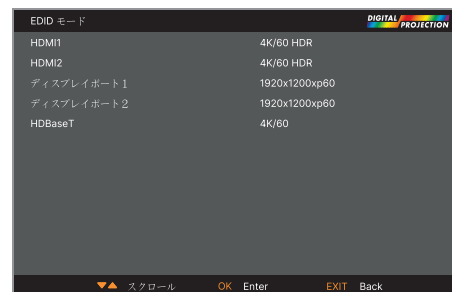 EDID モード
DIGITAL PROJECTION
HDMI1 4K/60 HDR
HDMI2 4K/60 HDR
ディスプレイポート1 1920x1200xp60
ディスプレイポート2 1920x1200xp60
HDBaseT 4K/60
▼▲ スクロール OK Enter EXIT Back